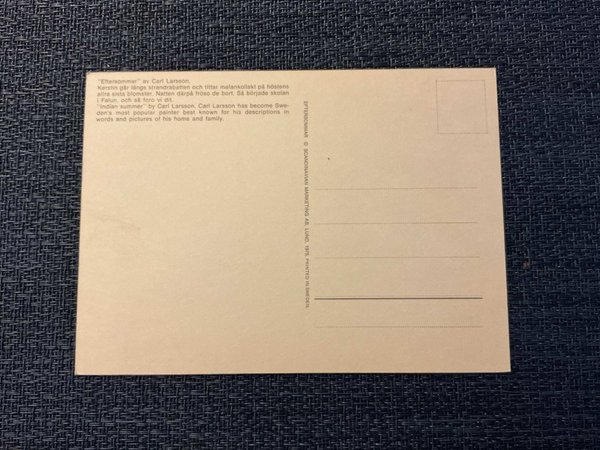 "Eftersommer" av Carl Larsson.
Kerstin går längs strandrabatten och tittar melankoliskt på höstens
allra sista blomster. Natten därpå fröso de bort. Så började skolan
i Falun, och så foro vi dit.
"Indian summer" by Carl Larsson. Carl Larsson has become Swe-
den's most popular painter best known for his descriptions in
words and pictures of his home and family.
EFTERSOMMAR © SCANDINAVIAN MARKETING AB, LUND, 1975. PRINTED IN SWEDEN.